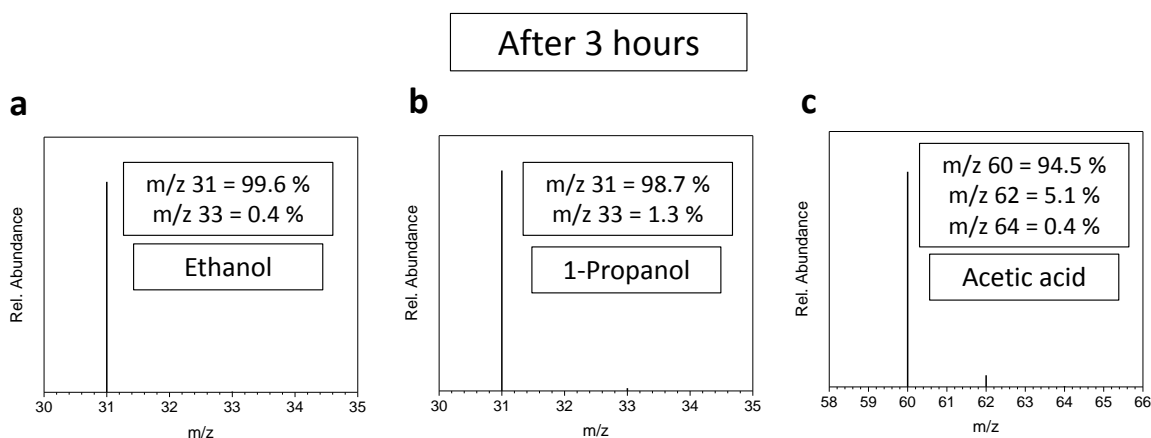 After 3 hours
a
Rel. Abundance
m/z 31 = 99.6 %
m/z 33 = 0.4 %
Ethanol
30 31 32 33 34 35
m/z
b
Rel. Abundance
m/z 31 = 98.7 %
m/z 33 = 1.3 %
1-Propanol
30 31 32 33 34 35
m/z
c
Rel. Abundance
m/z 60 = 94.5 %
m/z 62 = 5.1 %
m/z 64 = 0.4 %
Acetic acid
58 59 60 61 62 63 64 65 66
m/z